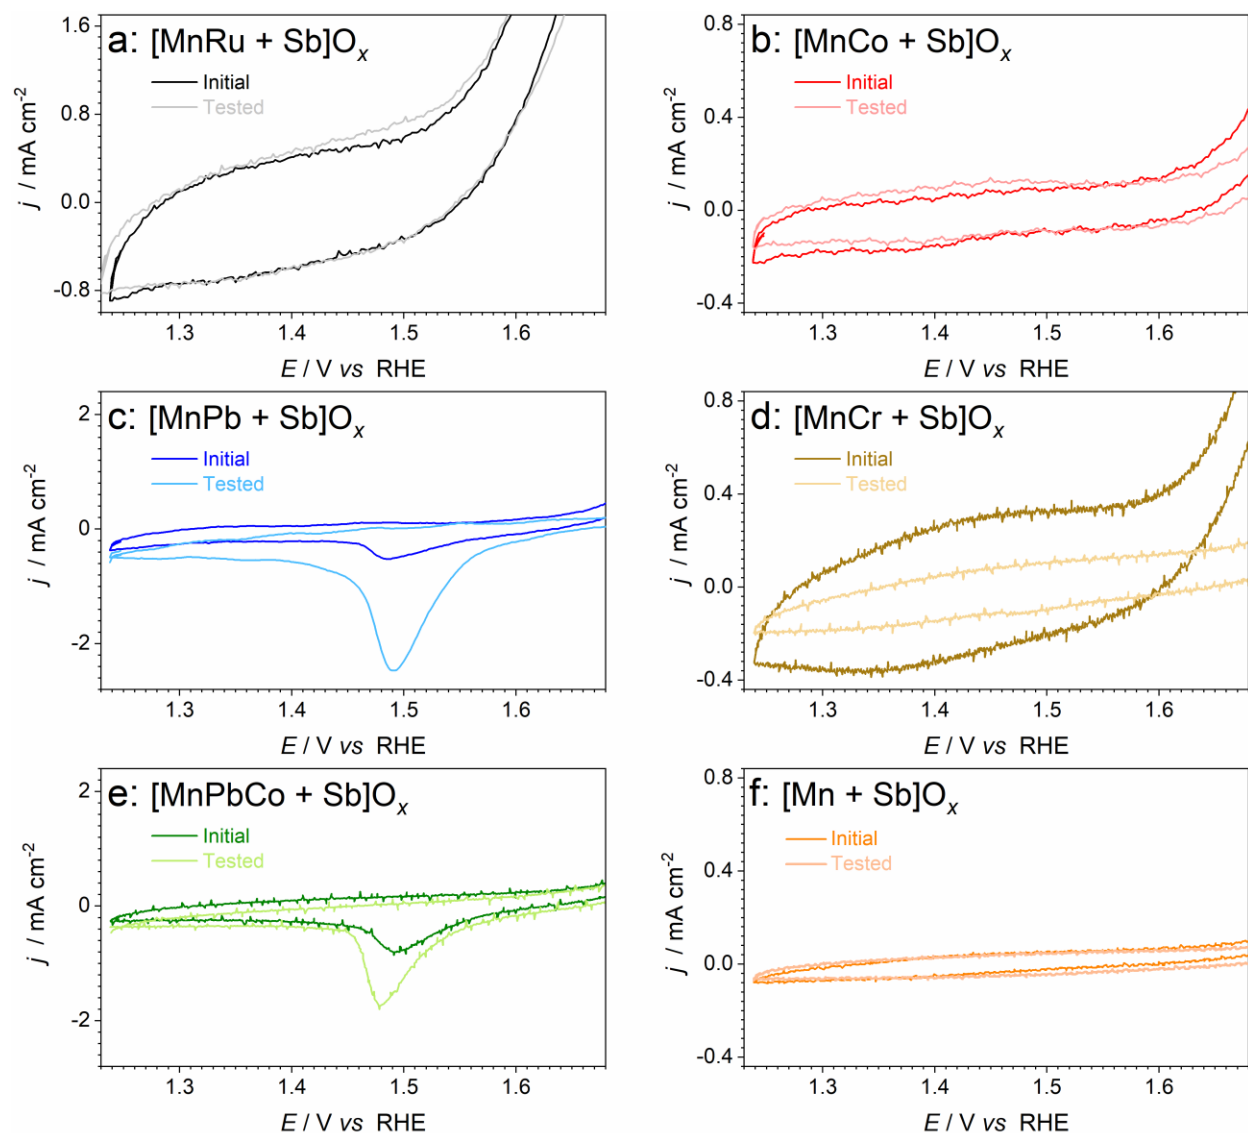 a: [MnRu + Sb]Oₓ
Initial
Tested
1.6
0.8
0.0
-0.8
j / mA cm⁻²
1.3 1.4 1.5 1.6
E / V vs RHE
b: [MnCo + Sb]Oₓ
Initial
Tested
0.8
0.4
0.0
-0.4
j / mA cm⁻²
1.3 1.4 1.5 1.6
E / V vs RHE
c: [MnPb + Sb]Oₓ
Initial
Tested
2
0
-2
j / mA cm⁻²
1.3 1.4 1.5 1.6
E / V vs RHE
d: [MnCr + Sb]Oₓ
Initial
Tested
0.8
0.4
0.0
-0.4
j / mA cm⁻²
1.3 1.4 1.5 1.6
E / V vs RHE
e: [MnPbCo + Sb]Oₓ
Initial
Tested
2
0
-2
j / mA cm⁻²
1.3 1.4 1.5 1.6
E / V vs RHE
f: [Mn + Sb]Oₓ
Initial
Tested
0.8
0.4
0.0
-0.4
j / mA cm⁻²
1.3 1.4 1.5 1.6
E / V vs RHE